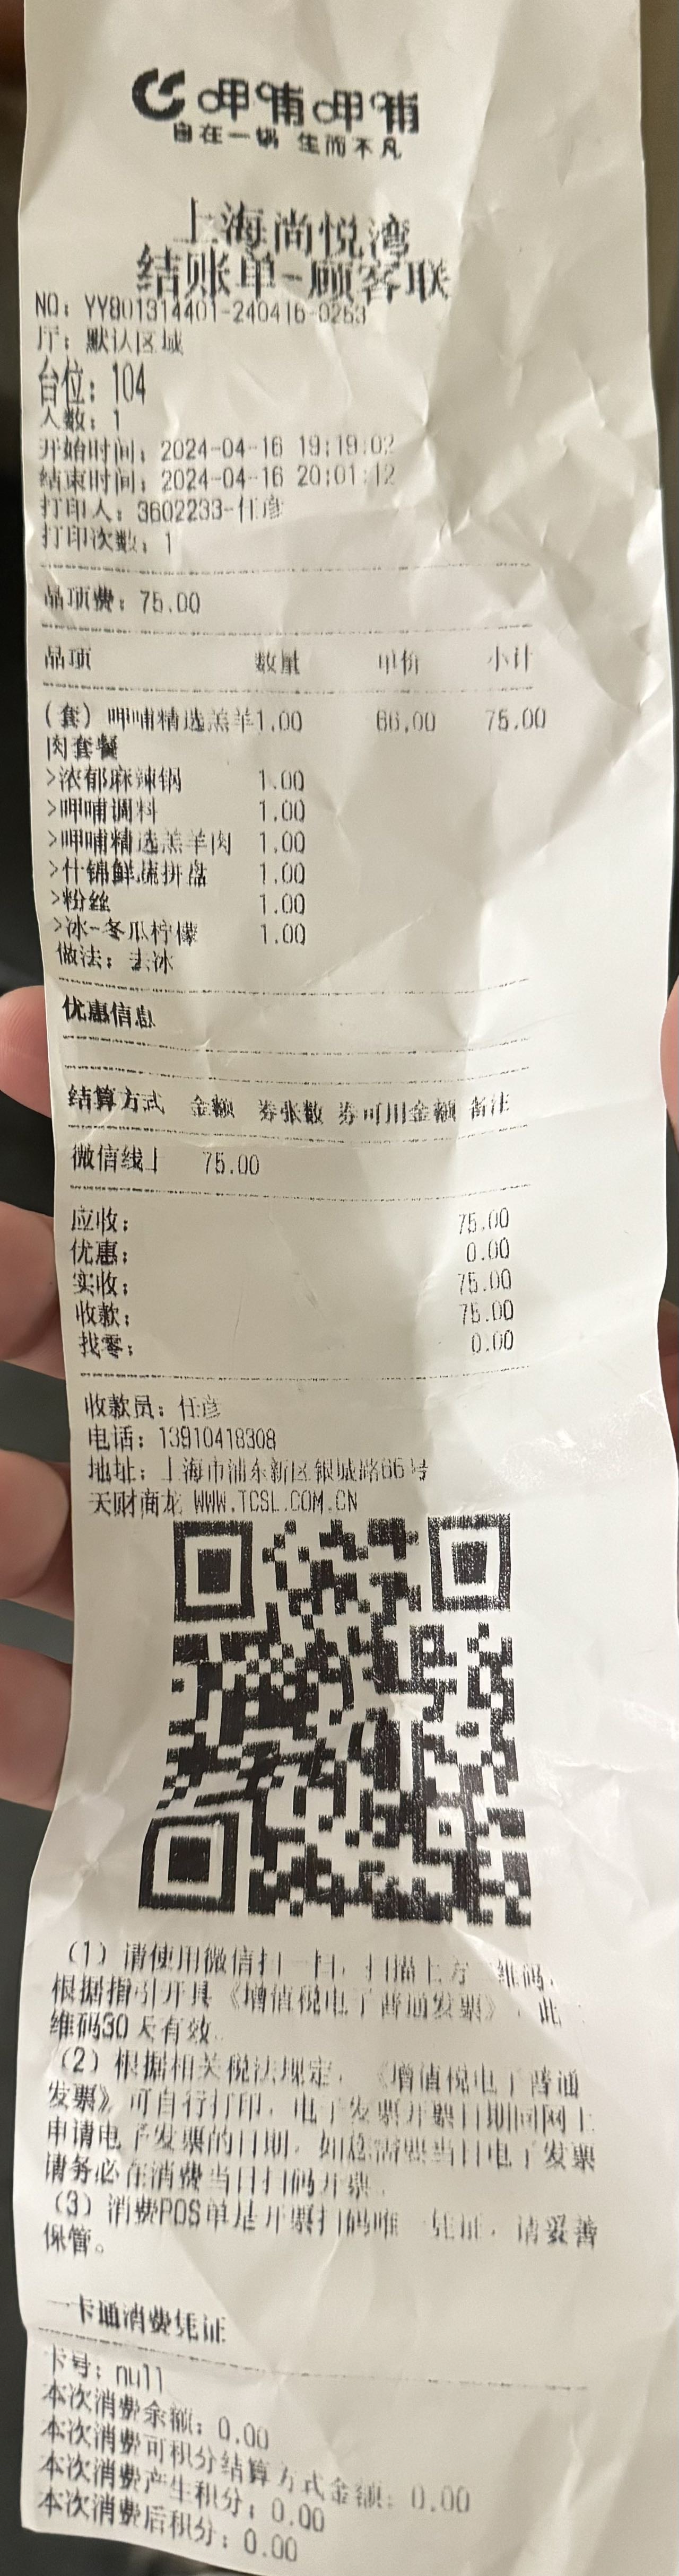 呷哺呷哺
自在一锅 生而不凡
上海尚悦湾
结账单-顾客联
NO: YY801314401-240416-0263
厅: 默认区域
台位: 104
人数: 1
开始时间: 2024-04-16 19:19:02
结束时间: 2024-04-16 20:01:12
打印人: 3602233-任彦
打印次数: 1
品项费: 75.00
品项 数量 单价 小计
(套) 呷哺精选羔羊1.00 66.00 75.00
肉套餐
>浓郁麻辣锅 1.00
>呷哺调料 1.00
>呷哺精选羔羊肉 1.00
>什锦鲜蔬拼盘 1.00
>粉丝 1.00
>冰-冬瓜柠檬 1.00
做法: 去冰
优惠信息
结算方式 金额 券张数 券可用金额 备注
微信线上 75.00
应收: 75.00
优惠: 0.00
实收: 75.00
收款: 75.00
找零: 0.00
收款员: 任彦
电话: 13910418308
地址: 上海市浦东新区银城路66号
天财商龙 WWW.TCSL.COM.CN
(1) 请使用微信扫一扫, 扫描上方二维码,
根据指引开具《增值税电子普通发票》, 此二
维码30天有效.
(2) 根据相关税法规定, 《增值税电子普通
发票》可自行打印, 电子发票开票日期同网上
申请电子发票的日期, 如您需要当日电子发票
请务必在消费当日扫码开票.
(3) 消费POS单是开票扫码唯一凭证, 请妥善
保管。
一卡通消费凭证
卡号: null
本次消费余额: 0.00
本次消费可积分结算方式金额: 0.00
本次消费产生积分: 0.00
本次消费后积分: 0.00